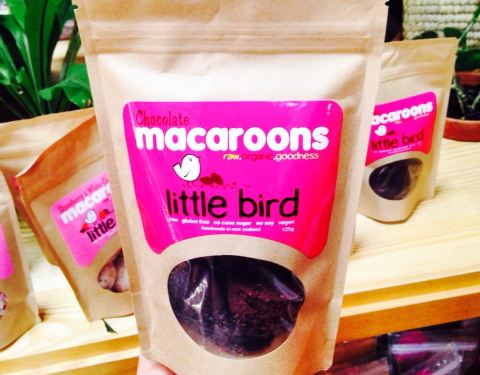 Chocolate
macaroons
raw.organic.goodness
little bird
raw gluten free no cane sugar no soy vegan
handmade in new zealand 125g
macaroons
little bird
macaroo
little